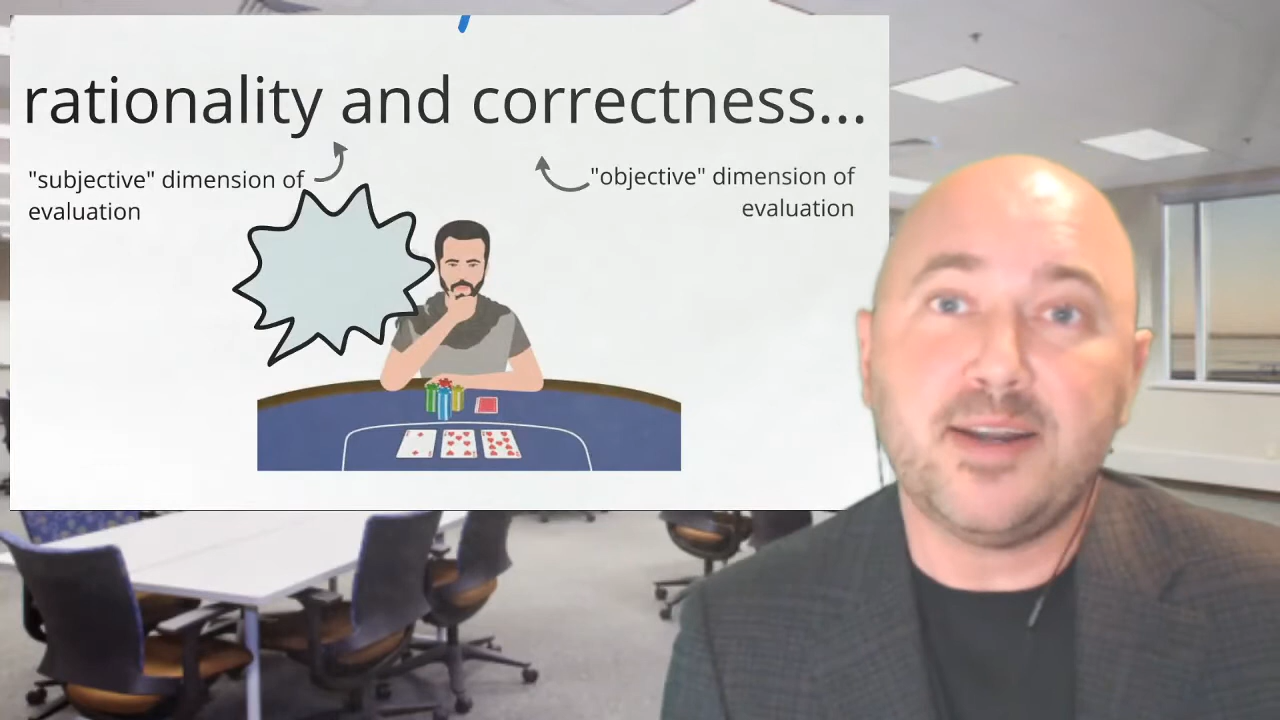 rationality and correctness...
"subjective" dimension of
evaluation
"objective" dimension of
evaluation